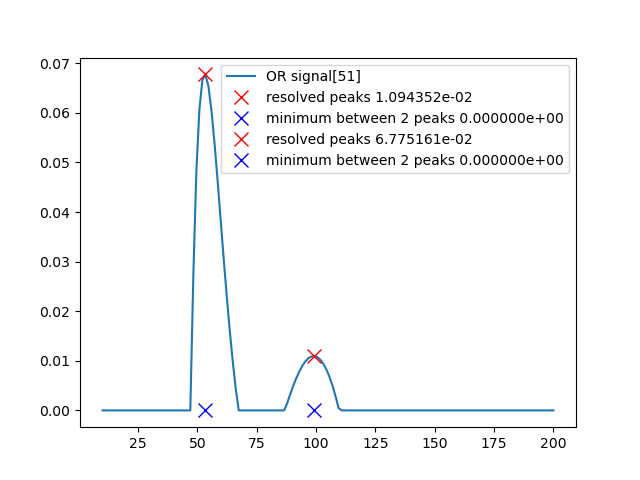 0.07
0.06
0.05
0.04
0.03
0.02
0.01
0.00
OR signal[51]
resolved peaks 1.094352e-02
minimum between 2 peaks 0.000000e+00
resolved peaks 6.775161e-02
minimum between 2 peaks 0.000000e+00
25 50 75 100 125 150 175 200